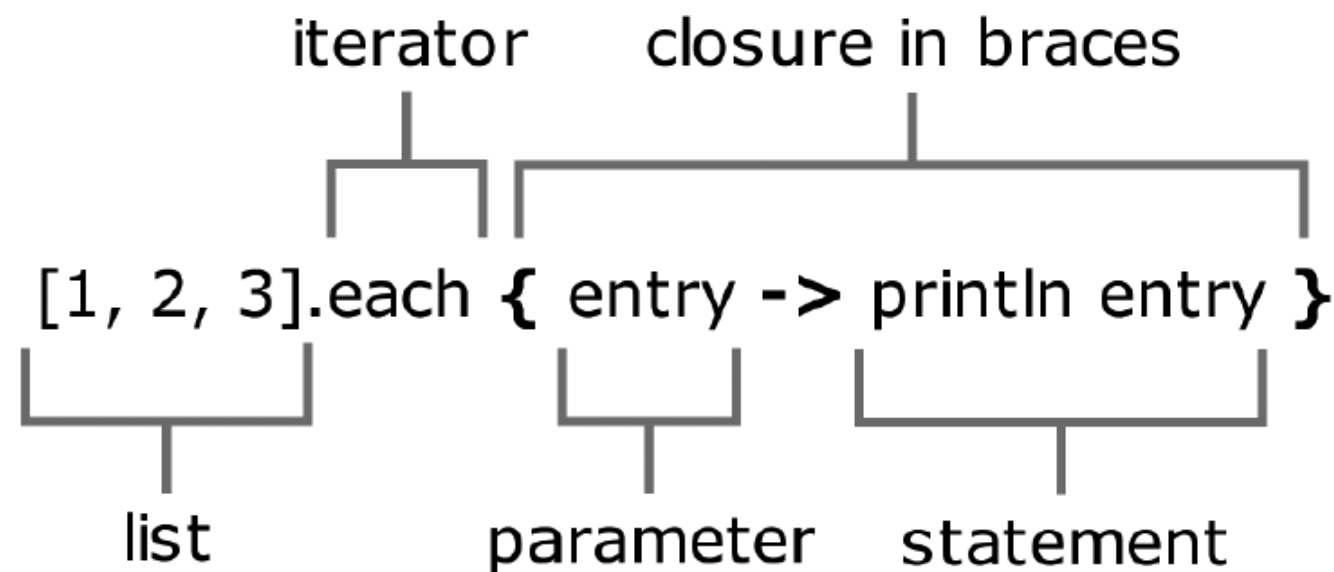 iterator closure in braces
[1, 2, 3].each { entry -> println entry }
list parameter statement